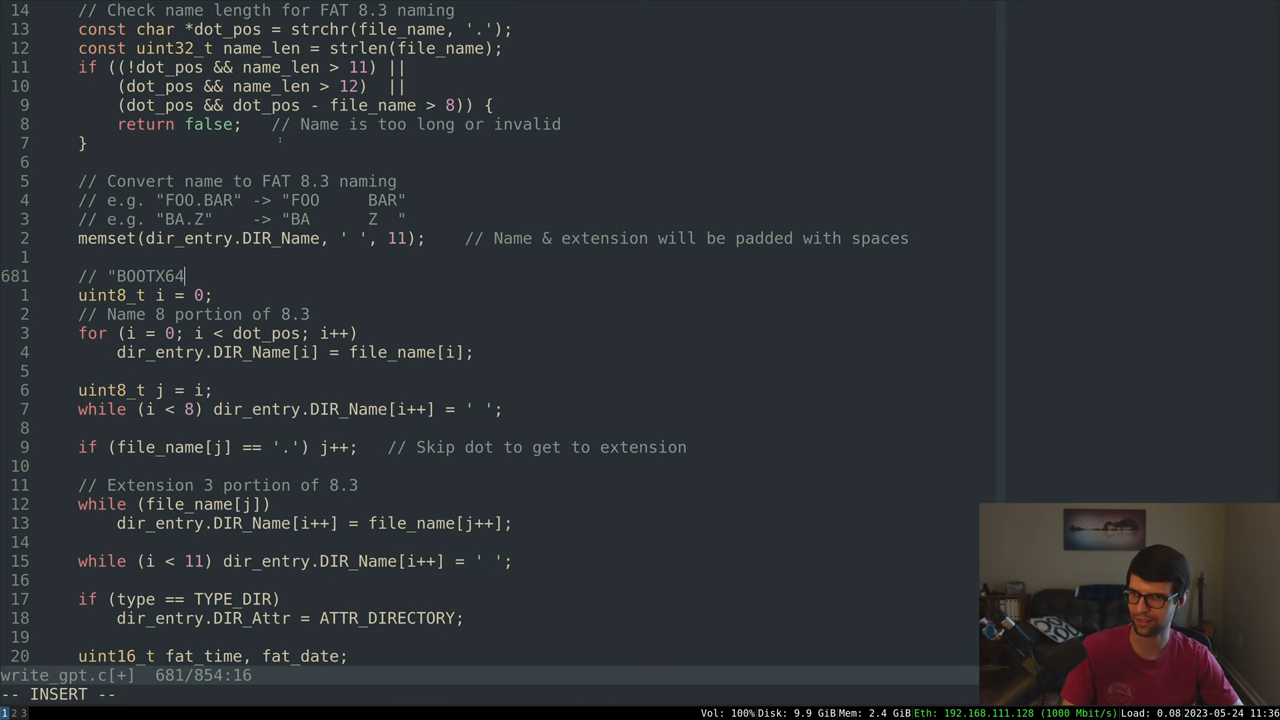 14 // Check name length for FAT 8.3 naming
13 const char *dot_pos = strchr(file_name, '.');
12 const uint32_t name_len = strlen(file_name);
11 if ((!dot_pos && name_len > 11) ||
10 (dot_pos && name_len > 12) ||
9 (dot_pos && dot_pos - file_name > 8)) {
8 return false; // Name is too long or invalid
7 }
6
5 // Convert name to FAT 8.3 naming
4 // e.g. "FOO.BAR" -> "FOO     BAR"
3 // e.g. "BA.Z"    -> "BA      Z  "
2 memset(dir_entry.DIR_Name, ' ', 11); // Name & extension will be padded with spaces
1
681 // "BOOTX64
1 uint8_t i = 0;
2 // Name 8 portion of 8.3
3 for (i = 0; i < dot_pos; i++)
4 dir_entry.DIR_Name[i] = file_name[i];
5
6 uint8_t j = i;
7 while (i < 8) dir_entry.DIR_Name[i++] = ' ';
8
9 if (file_name[j] == '.') j++; // Skip dot to get to extension
10
11 // Extension 3 portion of 8.3
12 while (file_name[j])
13 dir_entry.DIR_Name[i++] = file_name[j++];
14
15 while (i < 11) dir_entry.DIR_Name[i++] = ' ';
16
17 if (type == TYPE_DIR)
18 dir_entry.DIR_Attr = ATTR_DIRECTORY;
19
20 uint16_t fat_time, fat_date;
write_gpt.c[+] 681/854:16
-- INSERT --
1 2 3 Vol: 100% Disk: 9.9 GiB Mem: 2.4 GiB Eth: 192.168.111.128 (1000 Mbit/s) Load: 0.08 2023-05-24 11:36